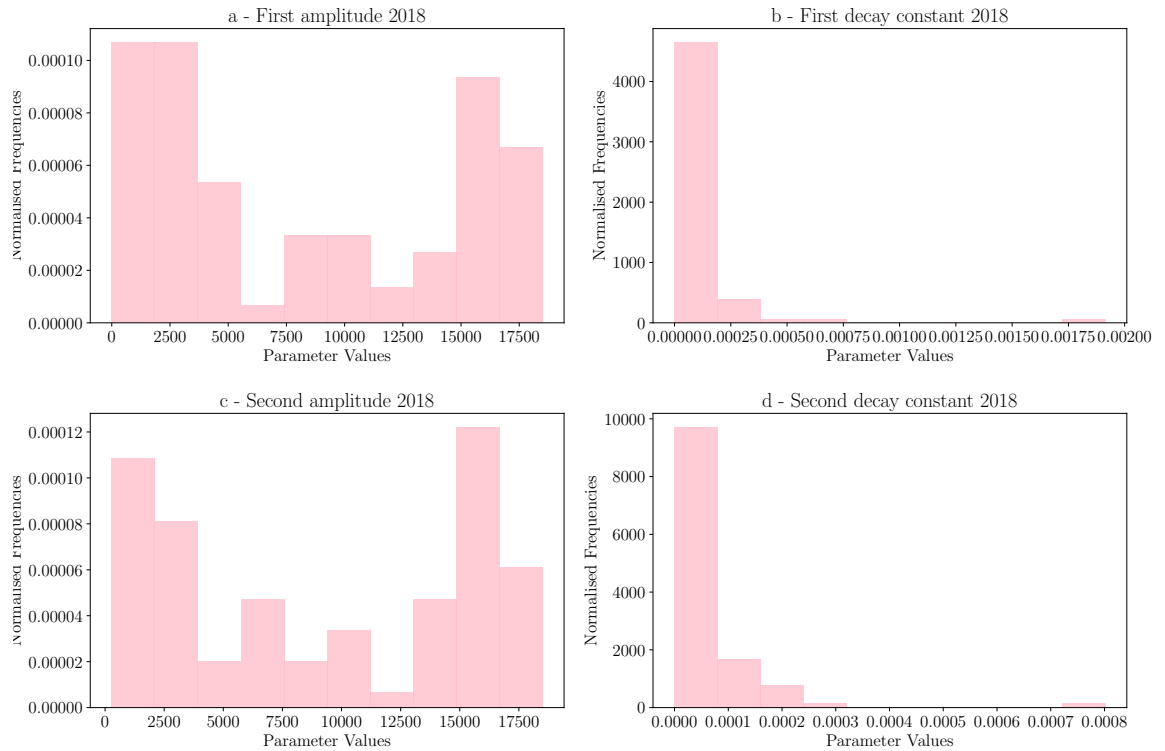 a - First amplitude 2018
0.00010
0.00008
0.00006
0.00004
0.00002
0.00000
Normalised Frequencies
0 2500 5000 7500 10000 12500 15000 17500
Parameter Values
b - First decay constant 2018
4000
3000
2000
1000
0
Normalised Frequencies
0.00000 0.00025 0.00050 0.00075 0.00100 0.00125 0.00150 0.00175 0.00200
Parameter Values
c - Second amplitude 2018
0.00012
0.00010
0.00008
0.00006
0.00004
0.00002
0.00000
Normalised Frequencies
0 2500 5000 7500 10000 12500 15000 17500
Parameter Values
d - Second decay constant 2018
10000
8000
6000
4000
2000
0
Normalised Frequencies
0.0000 0.0001 0.0002 0.0003 0.0004 0.0005 0.0006 0.0007 0.0008
Parameter Values